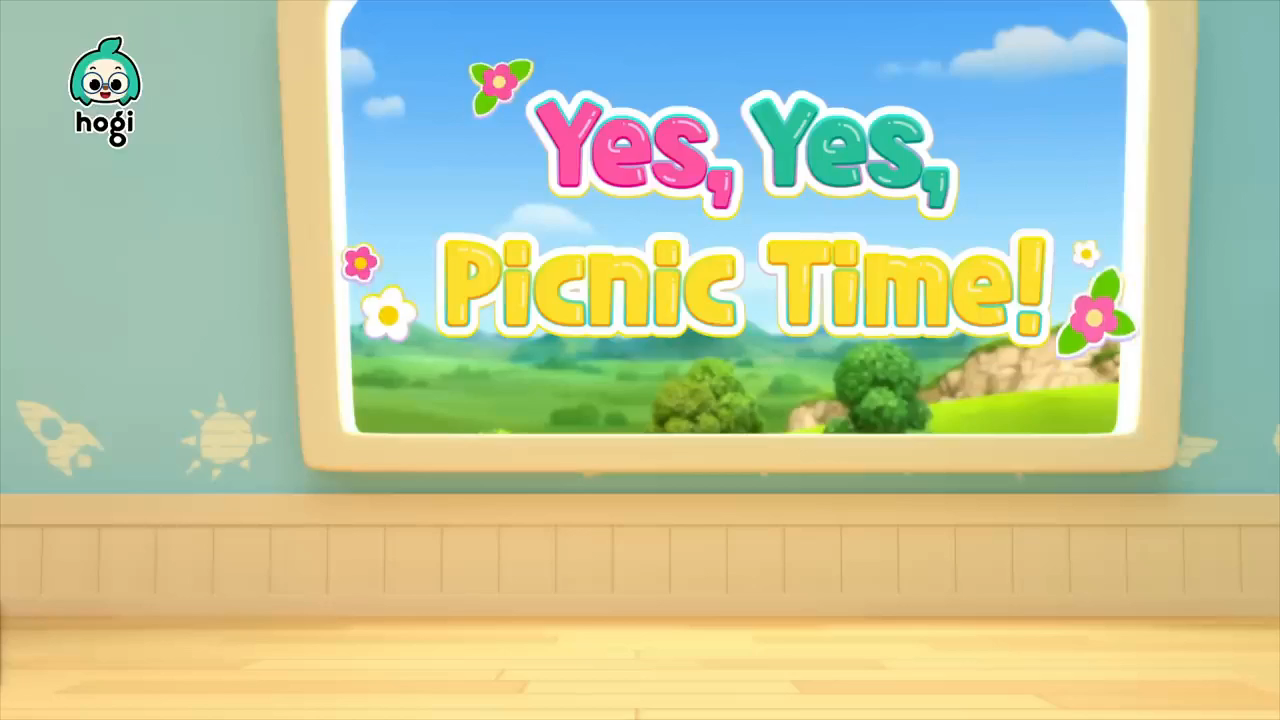 hogi
Yes, Yes,
Picnic Time!